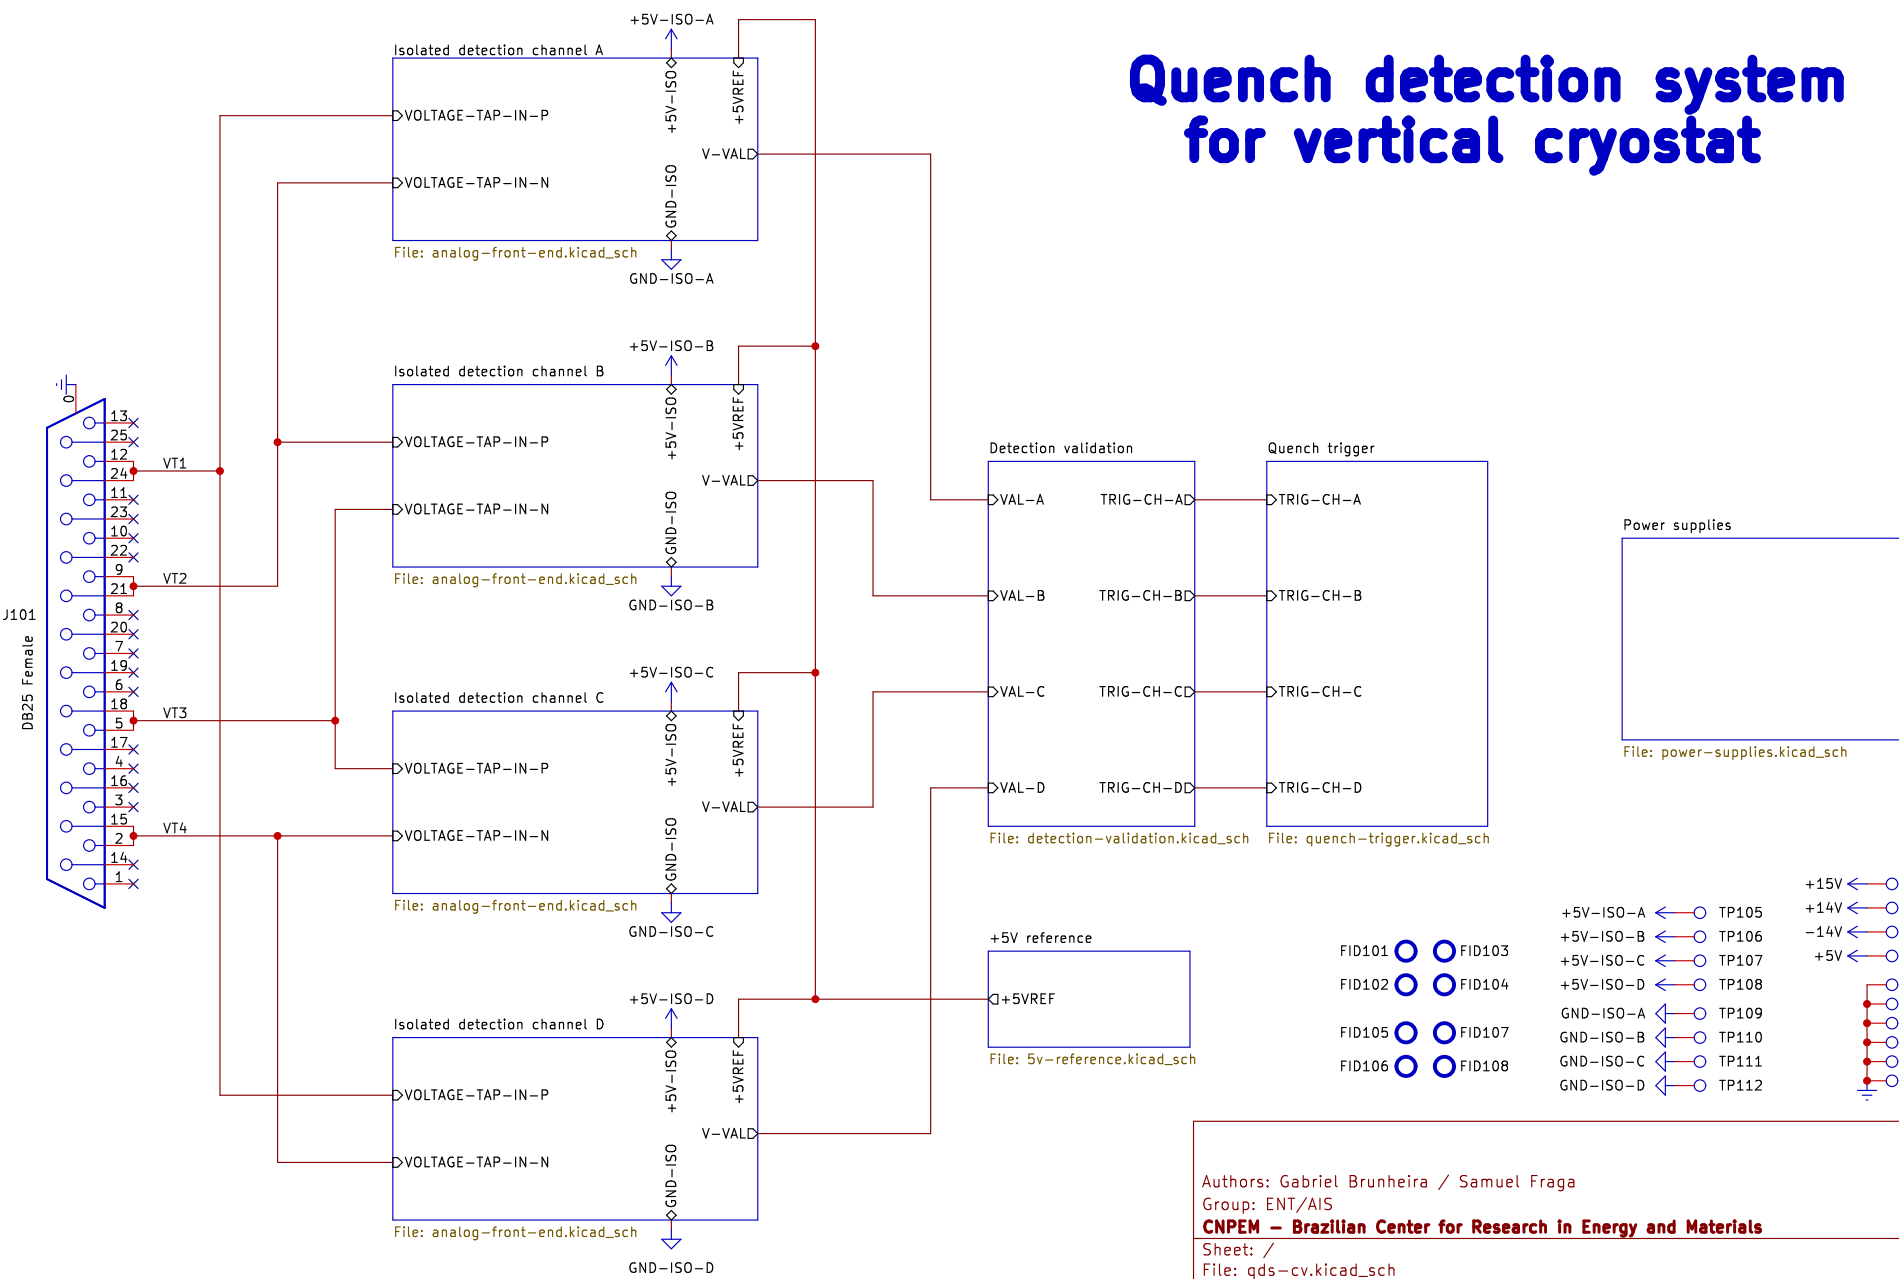 Quench detection system
for vertical cryostat
+5V-ISO-A
Isolated detection channel A
VOLTAGE-TAP-IN-P
VOLTAGE-TAP-IN-N
+5V-ISO
+5VREF
V-VAL
GND-ISO
File: analog-front-end.kicad_sch
GND-ISO-A
+5V-ISO-B
Isolated detection channel B
VOLTAGE-TAP-IN-P
VOLTAGE-TAP-IN-N
+5V-ISO
+5VREF
V-VAL
GND-ISO
File: analog-front-end.kicad_sch
GND-ISO-B
+5V-ISO-C
Isolated detection channel C
VOLTAGE-TAP-IN-P
VOLTAGE-TAP-IN-N
+5V-ISO
+5VREF
V-VAL
GND-ISO
File: analog-front-end.kicad_sch
GND-ISO-C
+5V-ISO-D
Isolated detection channel D
VOLTAGE-TAP-IN-P
VOLTAGE-TAP-IN-N
+5V-ISO
+5VREF
V-VAL
GND-ISO
File: analog-front-end.kicad_sch
GND-ISO-D
J101
DB25 Female
0
13
25
12
24
VT1
11
23
10
22
9
21
VT2
8
20
7
19
6
18
5
VT3
17
4
16
3
15
2
VT4
14
1
Detection validation
VAL-A
VAL-B
VAL-C
VAL-D
TRIG-CH-A
TRIG-CH-B
TRIG-CH-C
TRIG-CH-D
File: detection-validation.kicad_sch
Quench trigger
TRIG-CH-A
TRIG-CH-B
TRIG-CH-C
TRIG-CH-D
File: quench-trigger.kicad_sch
Power supplies
File: power-supplies.kicad_sch
+5V reference
+5VREF
File: 5v-reference.kicad_sch
FID101
FID103
FID102
FID104
FID105
FID107
FID106
FID108
+5V-ISO-A TP105
+5V-ISO-B TP106
+5V-ISO-C TP107
+5V-ISO-D TP108
GND-ISO-A TP109
GND-ISO-B TP110
GND-ISO-C TP111
GND-ISO-D TP112
+15V
+14V
-14V
+5V
Authors: Gabriel Brunheira / Samuel Fraga
Group: ENT/AIS
CNPEM - Brazilian Center for Research in Energy and Materials
Sheet: /
File: qds-cv.kicad_sch